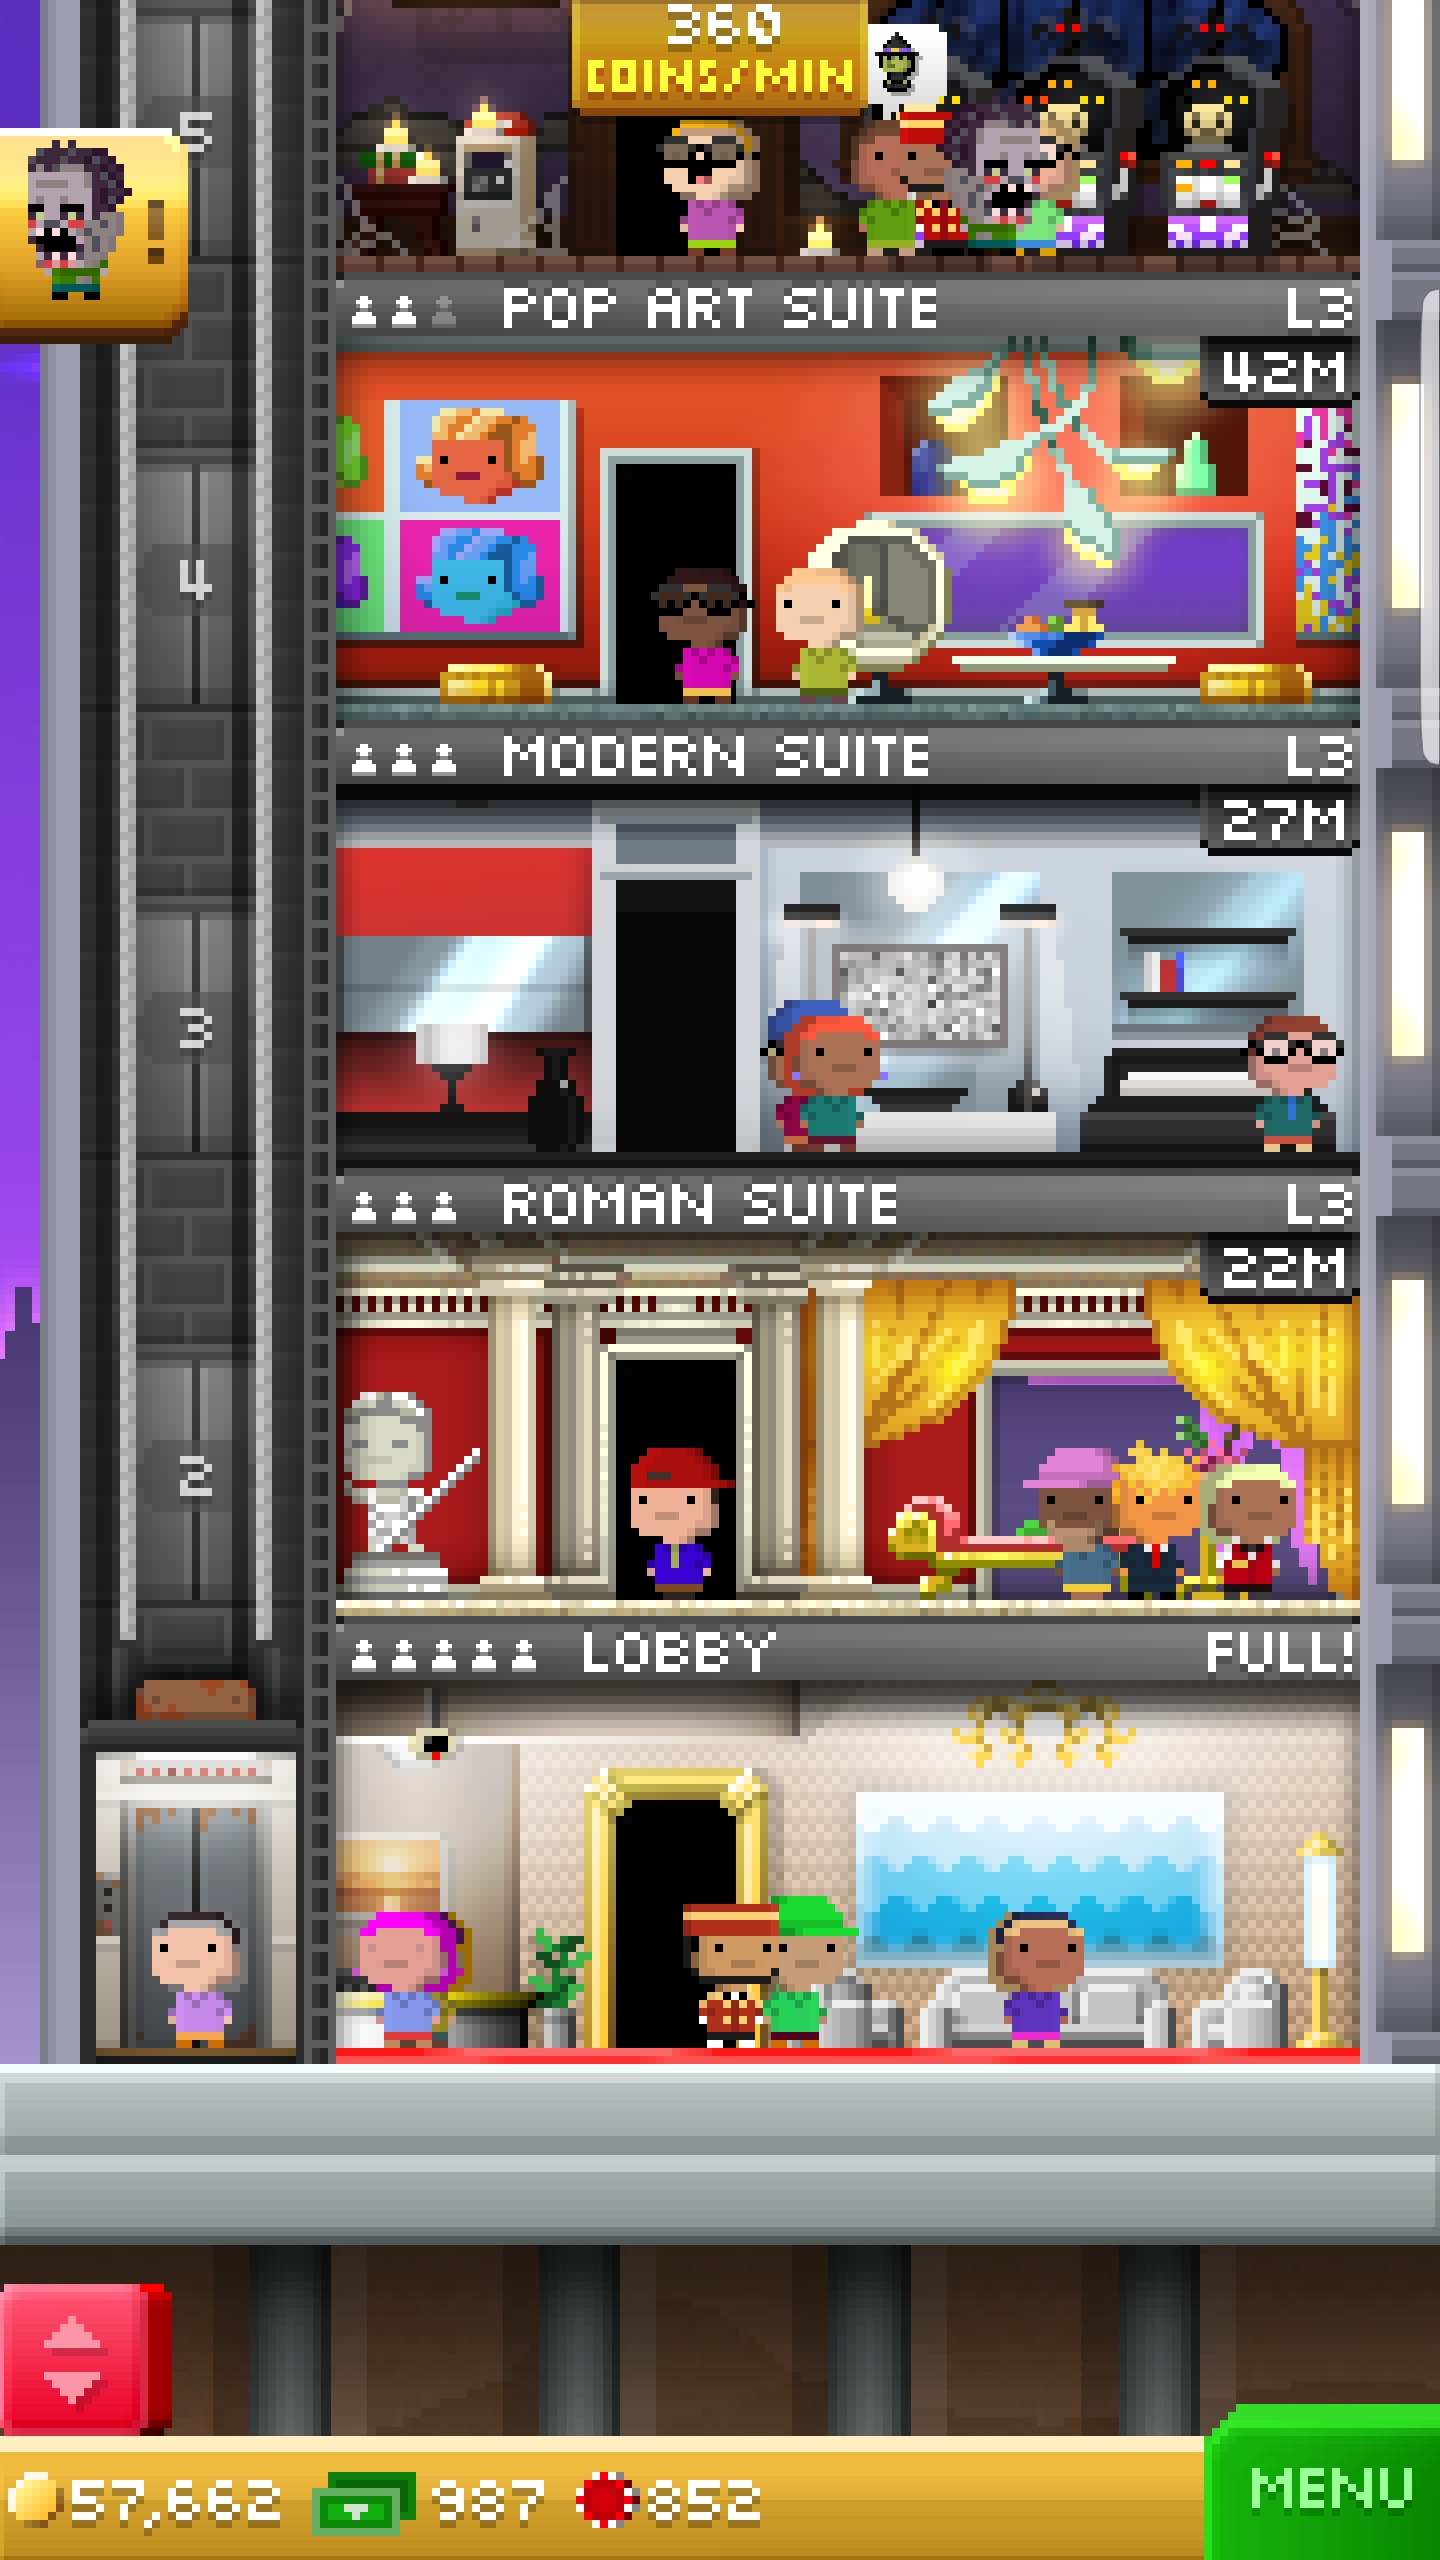 360
COINS/MIN
5
!
POP ART SUITE L3
42M
4
MODERN SUITE L3
27M
3
ROMAN SUITE L3
22M
2
LOBBY FULL!
57,662 987 852
MENU